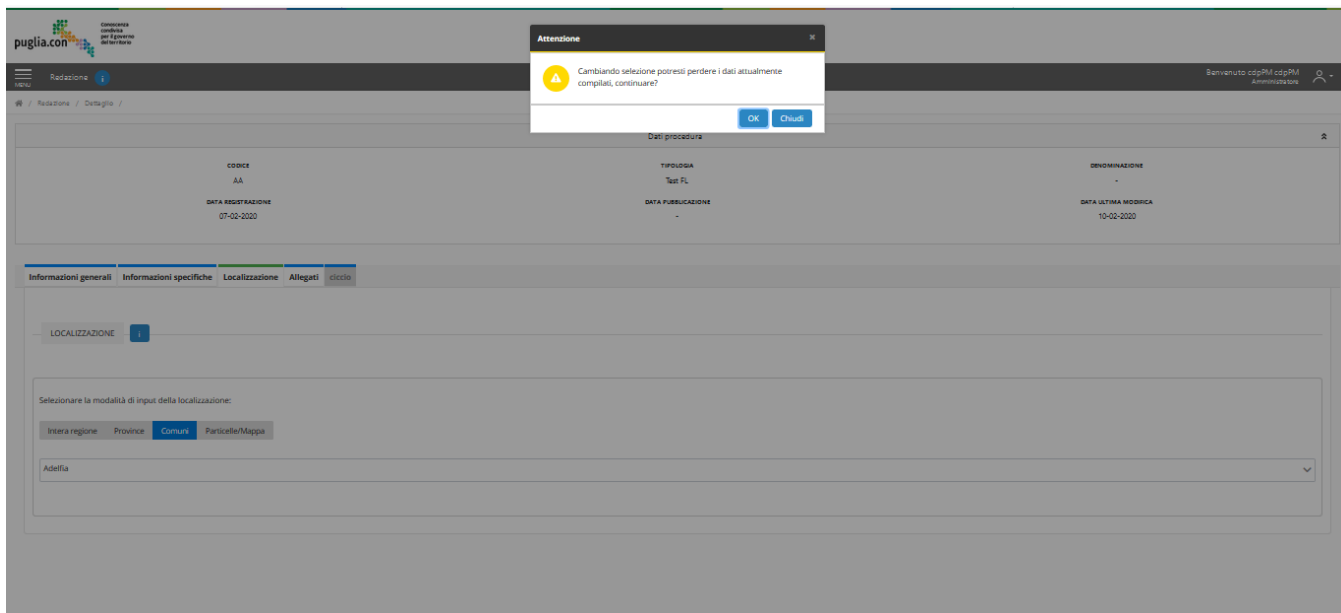 puglia.con
Conoscenza
condivisa
per il governo
del territorio
Attenzione
Cambiando selezione potresti perdere i dati attualmente
compilati, continuare?
OK Chiudi
MENU Redazione i
Benvenuto cdpPM cdpPM
Amministratore
/ Redazione / Dettaglio /
Dati procedura
CODICE TIPOLOGIA DENOMINAZIONE
AA Test FL -
DATA REGISTRAZIONE DATA PUBBLICAZIONE DATA ULTIMA MODIFICA
07-02-2020 - 10-02-2020
Informazioni generali Informazioni specifiche Localizzazione Allegati ciccio
LOCALIZZAZIONE i
Selezionare la modalità di input della localizzazione:
Intera regione Province Comuni Particelle/Mappa
Adelfia